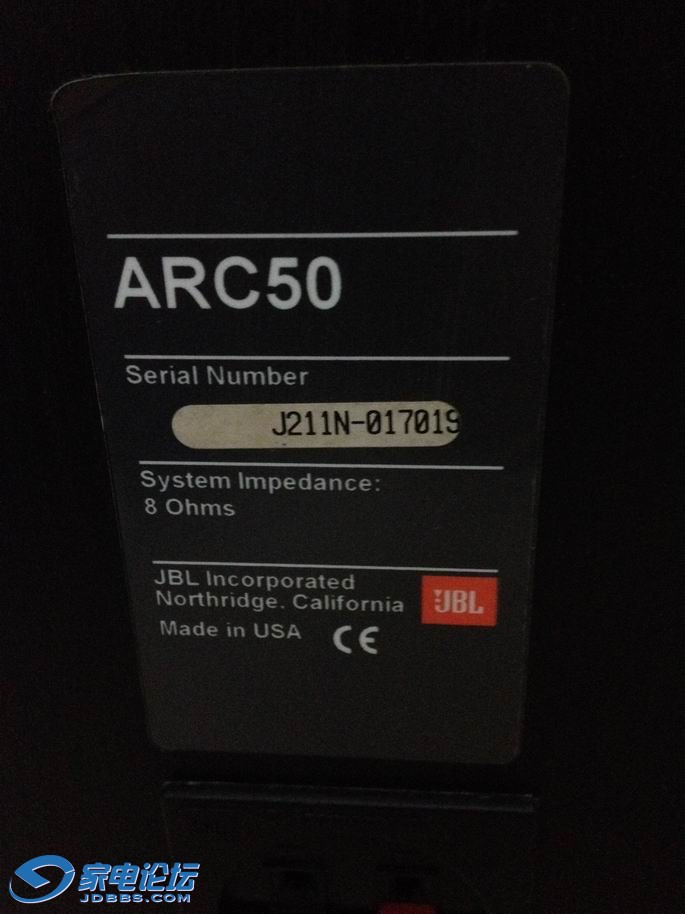 ARC50
Serial Number
J211N-017019
System Impedance:
8 Ohms
JBL Incorporated
Northridge. California
JBL
Made in USA
CE
家电论坛
JDBBS.COM